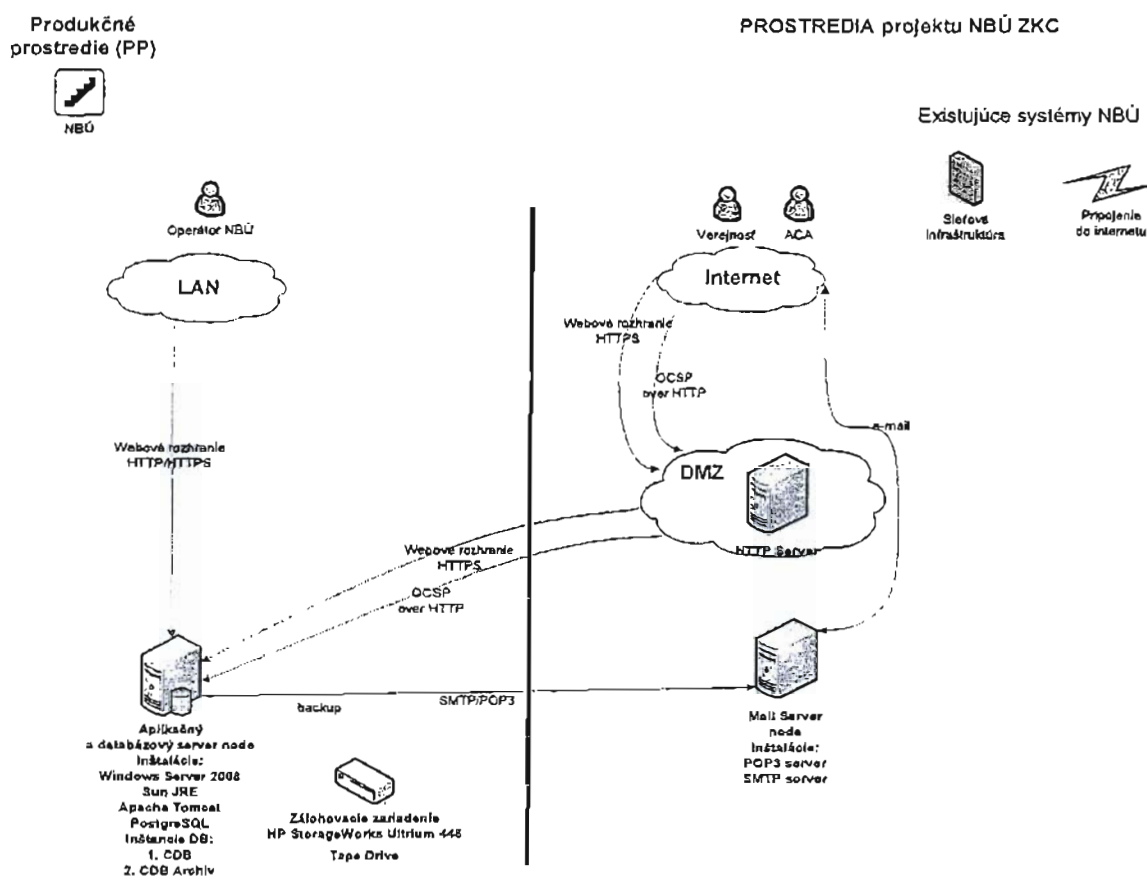 Produkčné
prostredie (PP)
NBÚ
PROSTREDIA projektu NBÚ ZKC
Existujúce systémy NBÚ
Sieťová
Infraštruktúra
Pripojenie
do internetu
Operátor NBÚ
LAN
Webové rozhranie
HTTP/HTTPS
Verejnosť
ACA
Internet
Webové rozhranie
HTTPS
OCSP
over HTTP
e-mail
DMZ
HTTP Server
Webové rozhranie
HTTPS
OCSP
over HTTP
backup
SMTP/POP3
Aplikačný
a databázový server node
Inštalácie:
Windows Server 2008
Sun JRE
Apache Tomcat
PostgreSQL
Inštancie DB:
1. CDB
2. CDB Archív
Zálohovacie zariadenie
HP StorageWorks Ultrium 448
Tape Drive
Mail Server
node
Inštalácie:
POP3 server
SMTP server